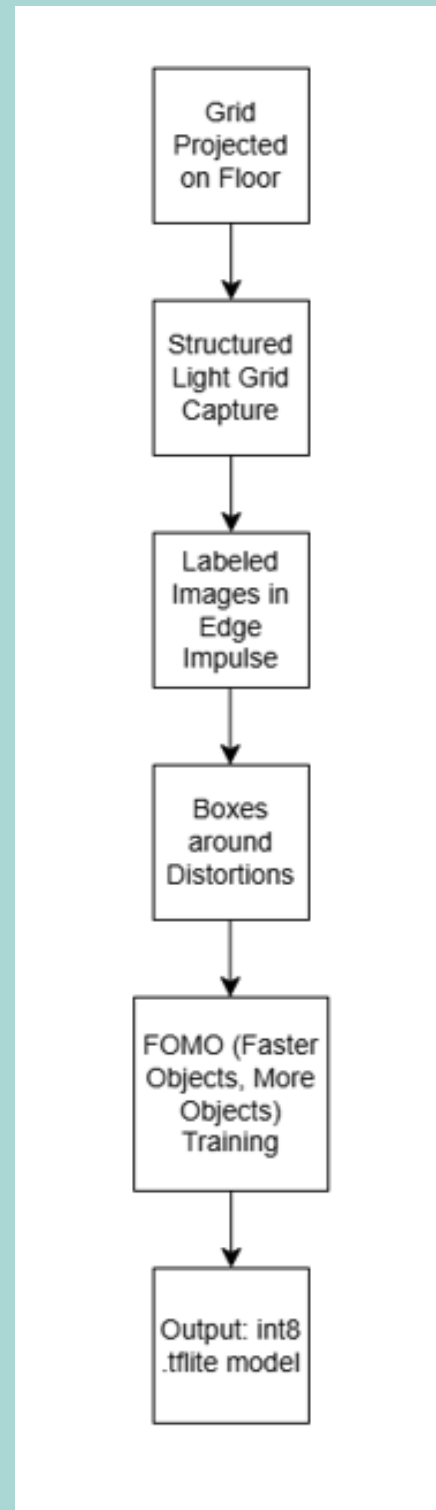 Grid
Projected
on Floor
Structured
Light Grid
Capture
Labeled
Images in
Edge
Impulse
Boxes
around
Distortions
FOMO (Faster
Objects, More
Objects)
Training
Output: int8
.tflite model